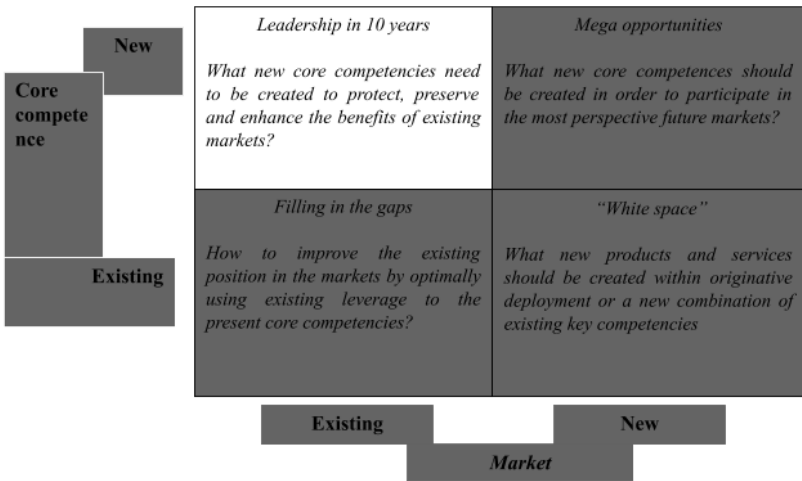 New
Core
compete
nce
Existing
Leadership in 10 years
What new core competencies need
to be created to protect, preserve
and enhance the benefits of existing
markets?
Mega opportunities
What new core competences should
be created in order to participate in
the most perspective future markets?
Filling in the gaps
How to improve the existing
position in the markets by optimally
using existing leverage to the
present core competencies?
“White space”
What new products and services
should be created within originative
deployment or a new combination of
existing key competencies
Existing
New
Market